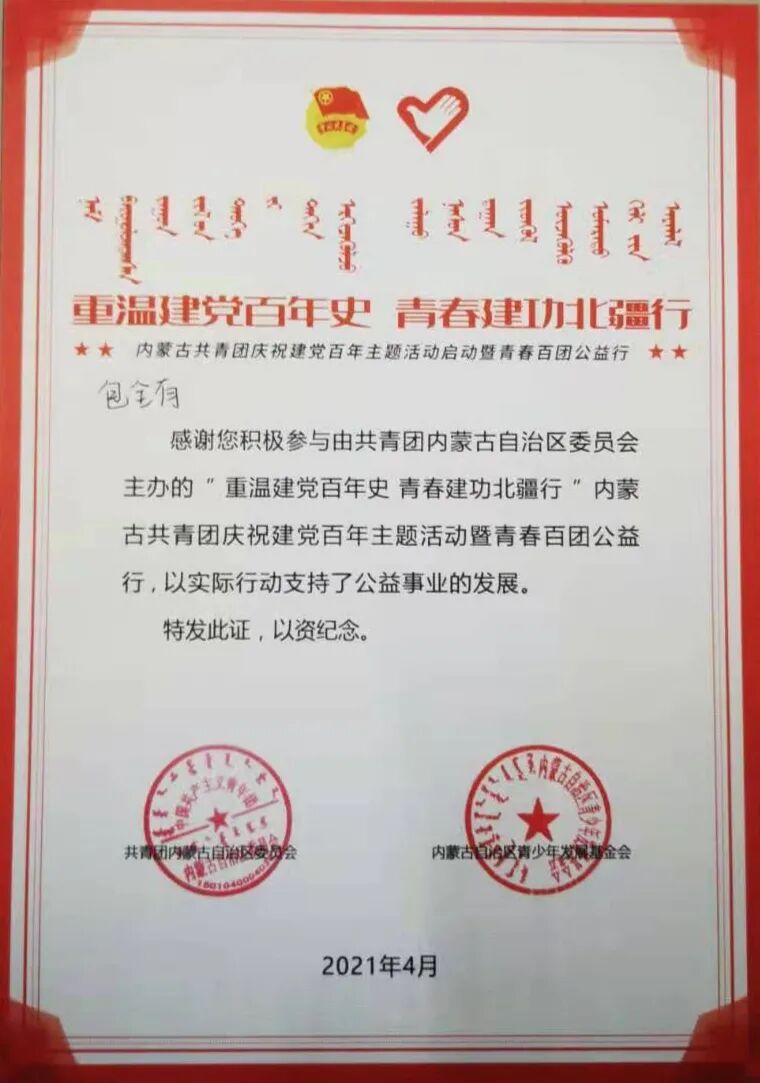 重温建党百年史 青春建功北疆行
★★ 内蒙古共青团庆祝建党百年主题活动启动暨青春百团公益行 ★★
包全有
感谢您积极参与由共青团内蒙古自治区委员会
主办的＂重温建党百年史 青春建功北疆行＂内蒙
古共青团庆祝建党百年主题活动暨青春百团公益
行，以实际行动支持了公益事业的发展。
特发此证，以资纪念。
共青团内蒙古自治区委员会
内蒙古自治区青少年发展基金会
2021年4月